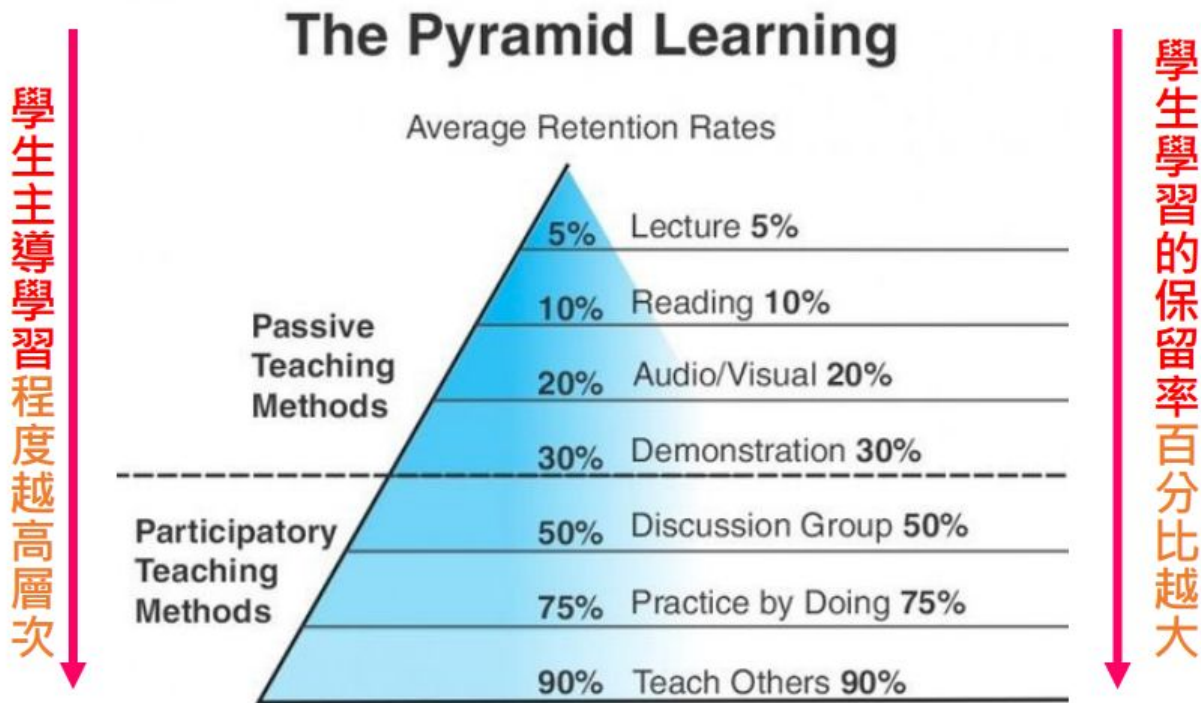 The Pyramid Learning
Average Retention Rates
學生主導學習程度越高層次
5% Lecture 5%
10% Reading 10%
Passive
Teaching
Methods
20% Audio/Visual 20%
30% Demonstration 30%
Participatory
Teaching
Methods
50% Discussion Group 50%
75% Practice by Doing 75%
90% Teach Others 90%
學生學習的保留率百分比越大